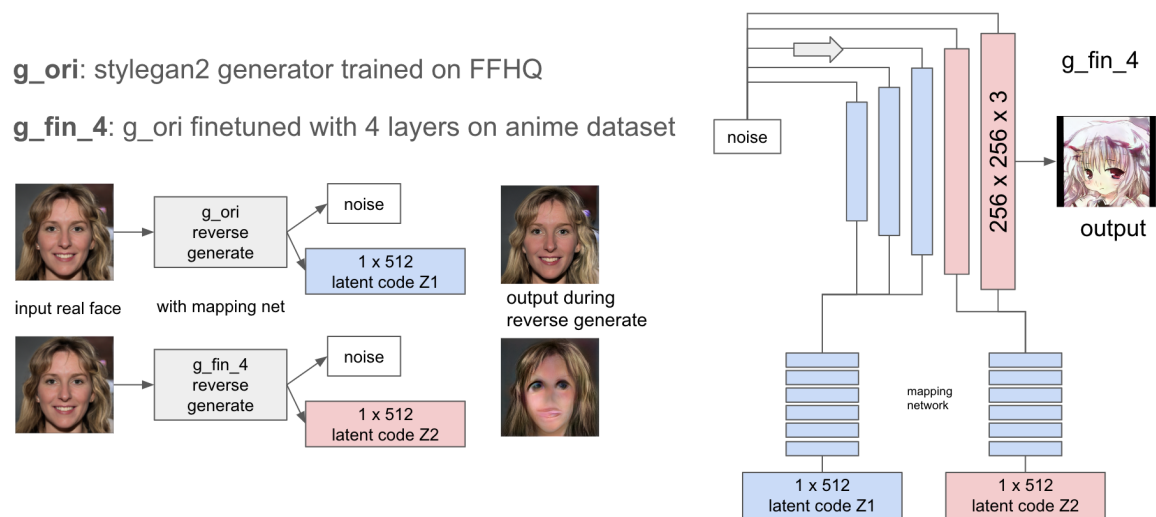 g_ori: stylegan2 generator trained on FFHQ
g_fin_4: g_ori finetuned with 4 layers on anime dataset
g_ori
reverse
generate
noise
1 x 512
latent code Z1
input real face
with mapping net
output during
reverse generate
g_fin_4
reverse
generate
noise
1 x 512
latent code Z2
noise
256 x 256 x 3
g_fin_4
output
mapping
network
1 x 512
latent code Z1
1 x 512
latent code Z2